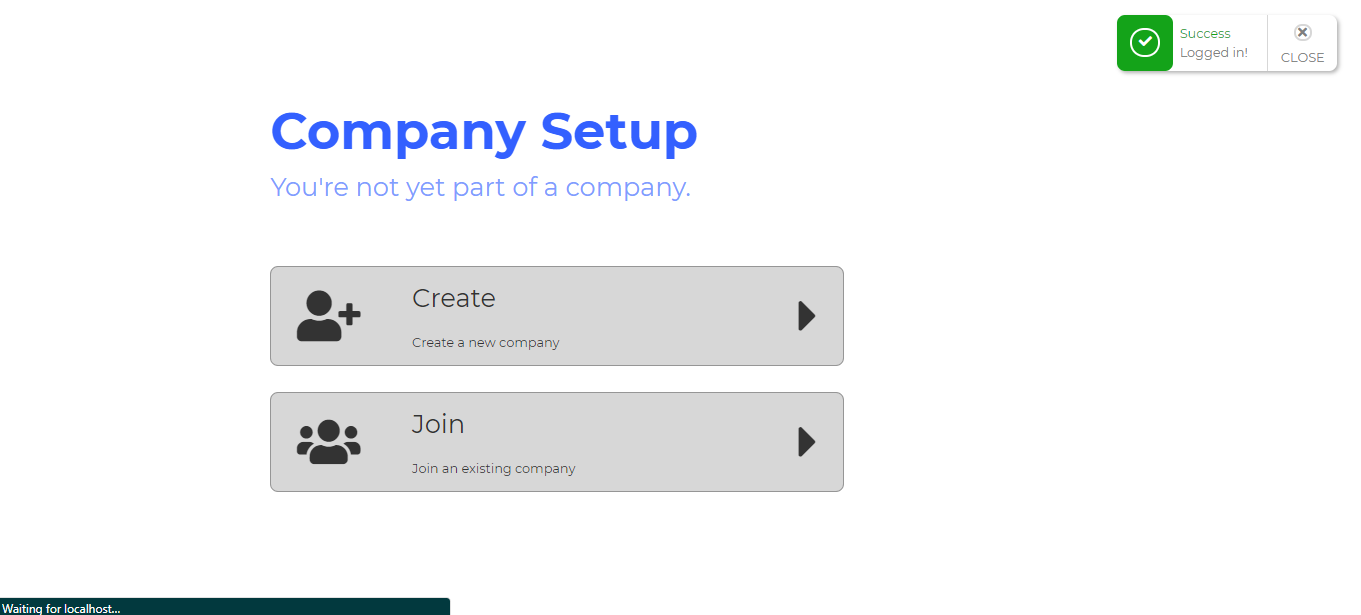 Success
Logged in!
CLOSE
Company Setup
You're not yet part of a company.
Create
Create a new company
Join
Join an existing company
Waiting for localhost...